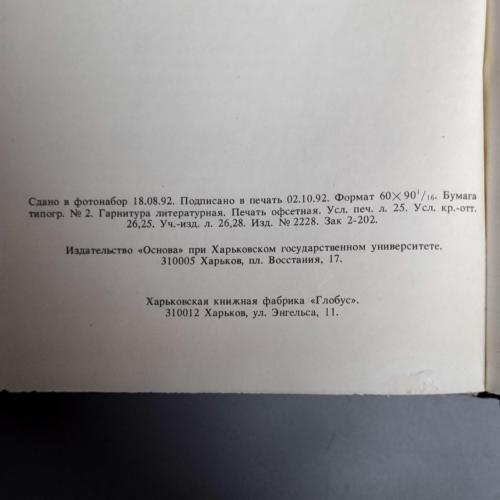 Сдано в фотонабор 18.08.92. Подписано в печать 02.10.92. Формат 60×90¹/₁₆. Бумага
типогр. № 2. Гарнитура литературная. Печать офсетная. Усл. печ. л. 25. Усл. кр.-отт.
26,25. Уч.-изд. л. 26,28. Изд. № 2228. Зак 2-202.
Издательство «Основа» при Харьковском государственном университете.
310005 Харьков, пл. Восстания, 17.
Харьковская книжная фабрика «Глобус».
310012 Харьков, ул. Энгельса, 11.